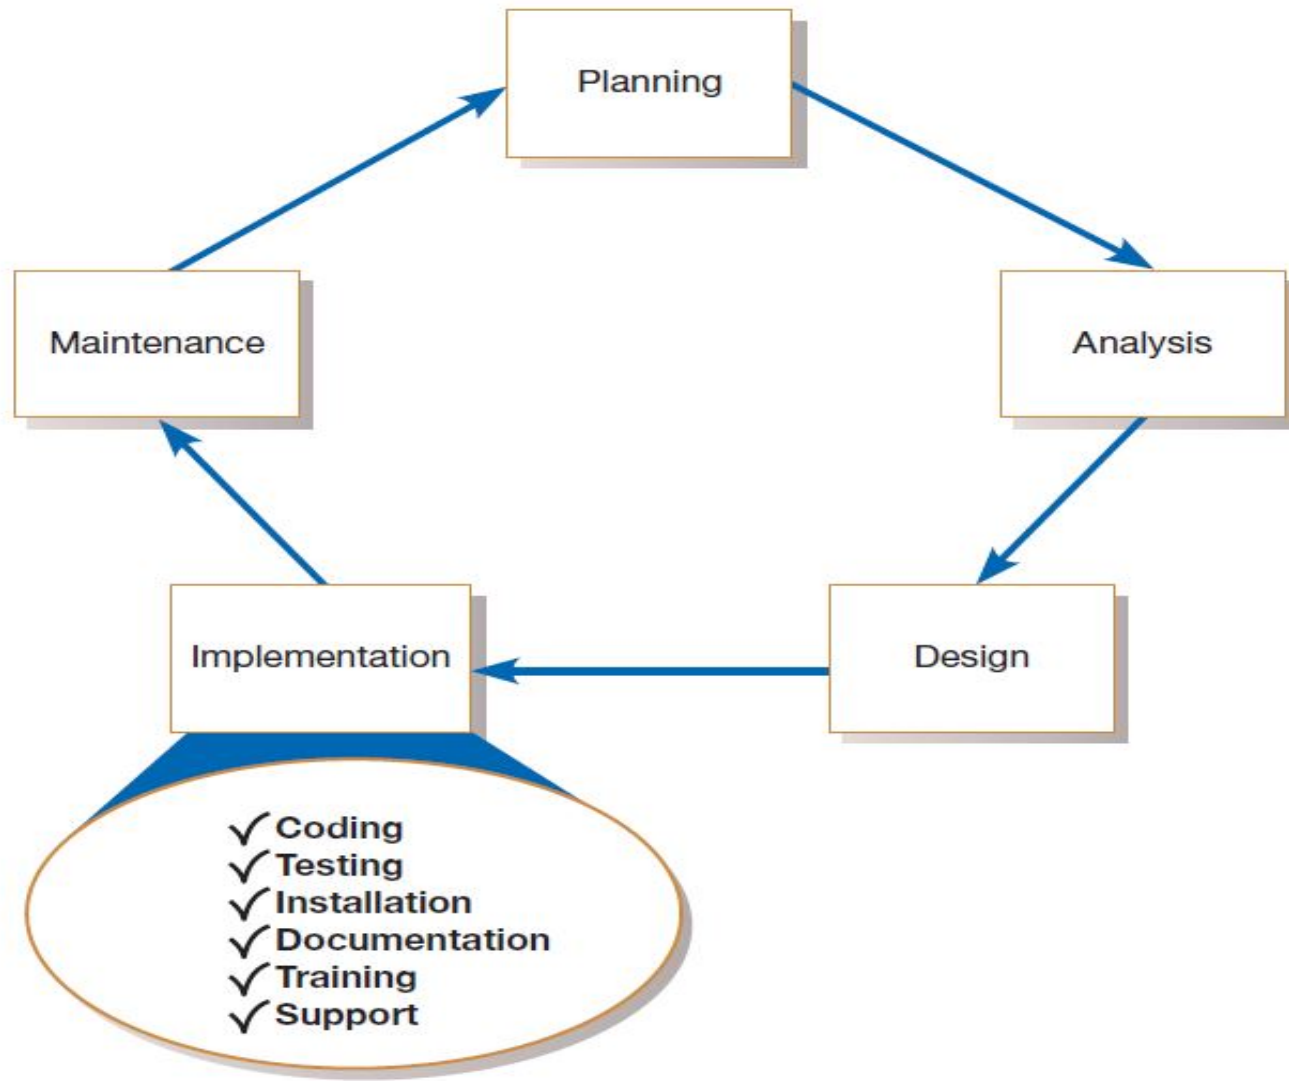 Planning
Maintenance
Analysis
Implementation
Design
Coding
Testing
Installation
Documentation
Training
Support